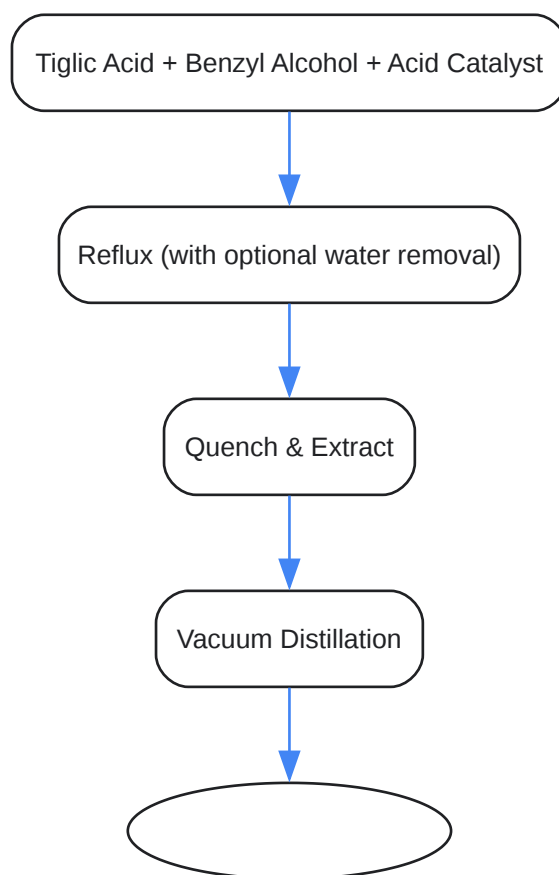 Tiglic Acid + Benzyl Alcohol + Acid Catalyst
Reflux (with optional water removal)
Quench & Extract
Vacuum Distillation